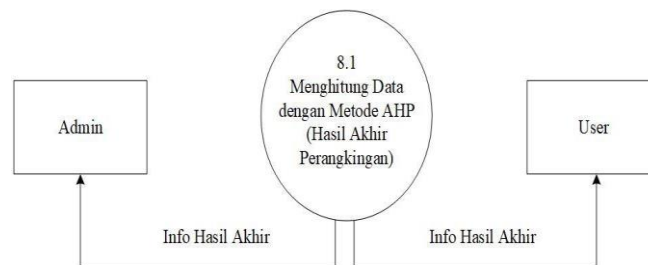 8.1
Menghitung Data
dengan Metode AHP
(Hasil Akhir
Perangkingan)
Admin
User
Info Hasil Akhir
Info Hasil Akhir